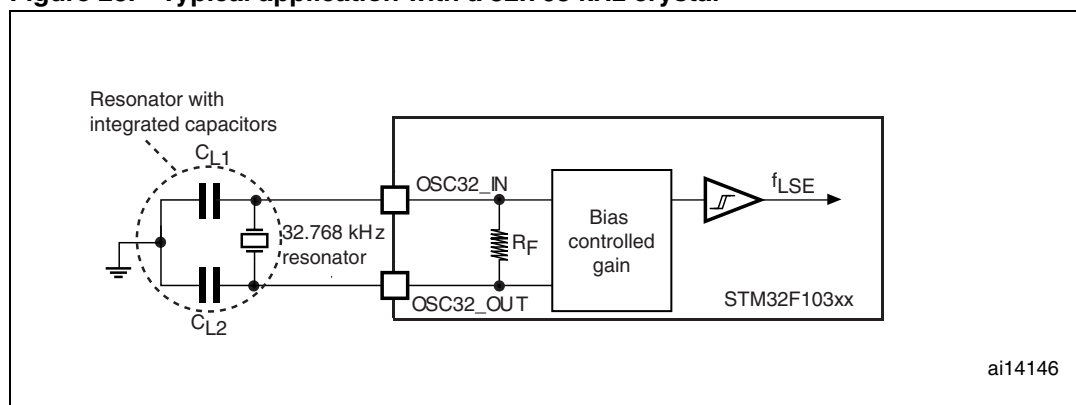 Resonator with
integrated capacitors
CL1
OSC32_IN
fLSE
32.768 kHz
resonator
RF
Bias
controlled
gain
OSC32_OUT
STM32F103xx
CL2
ai14146